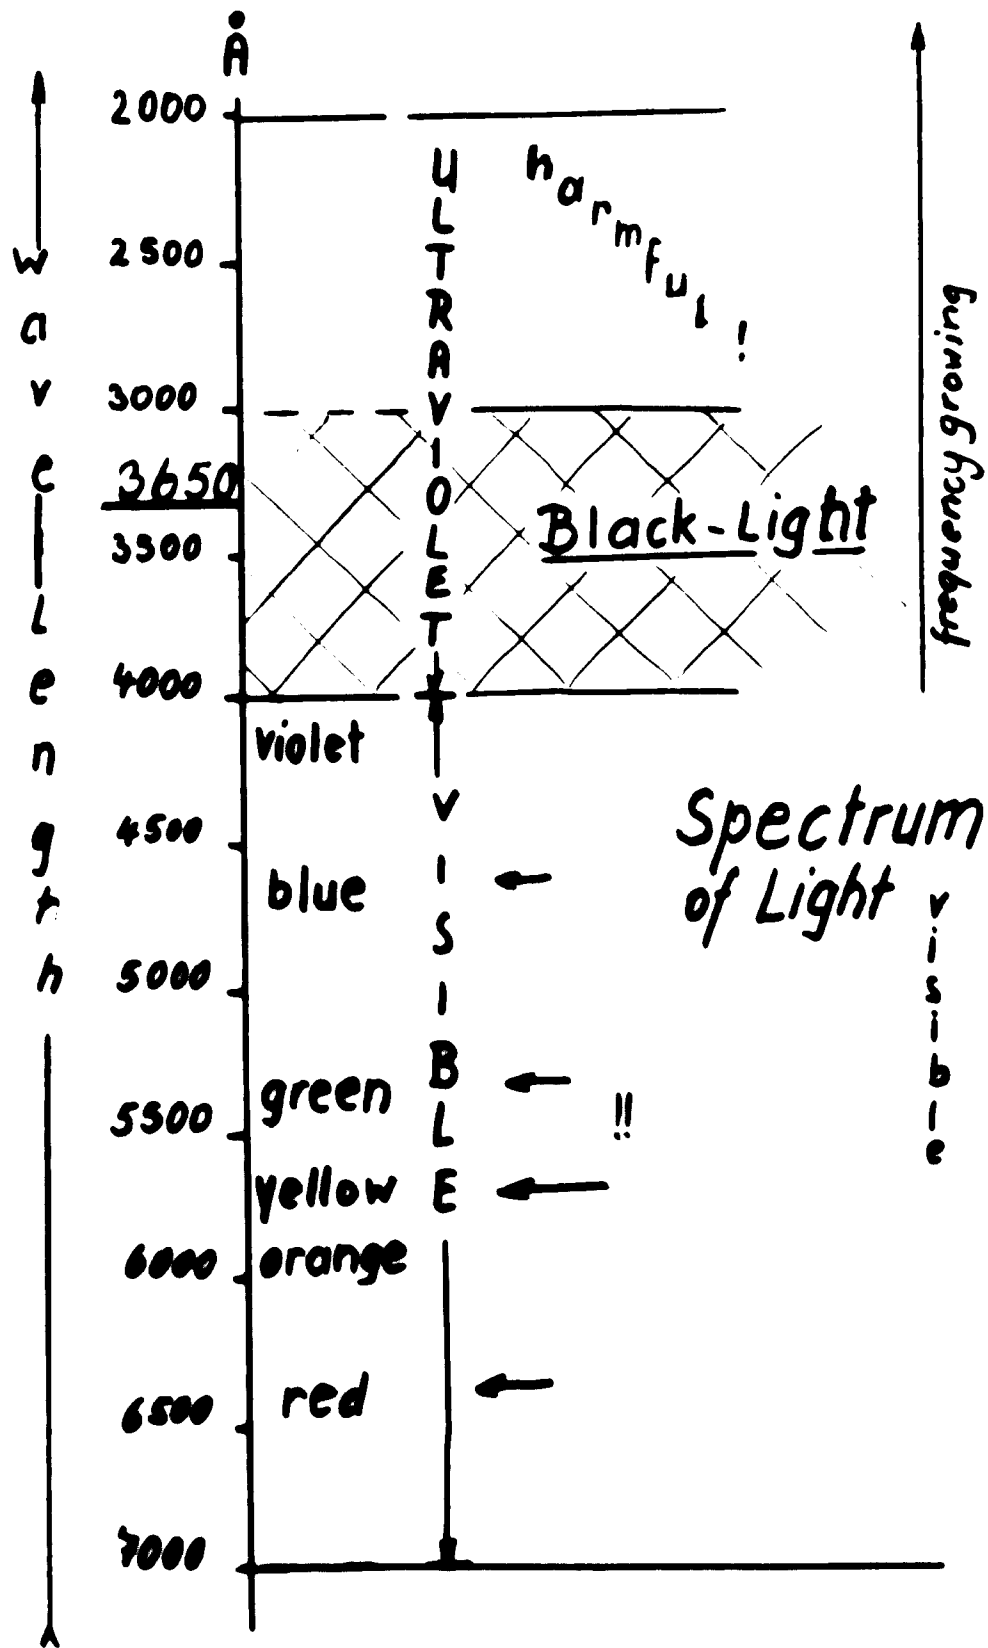 Å
2000
2500
3000
3650
3500
4000
4500
5000
5500
6000
6500
7000
wavelength
ULTRAVIOLET
harmful!
Black-Light
frequency growing
violet
blue
green
yellow
orange
red
VISIBLE
!!
Spectrum
of Light
visible